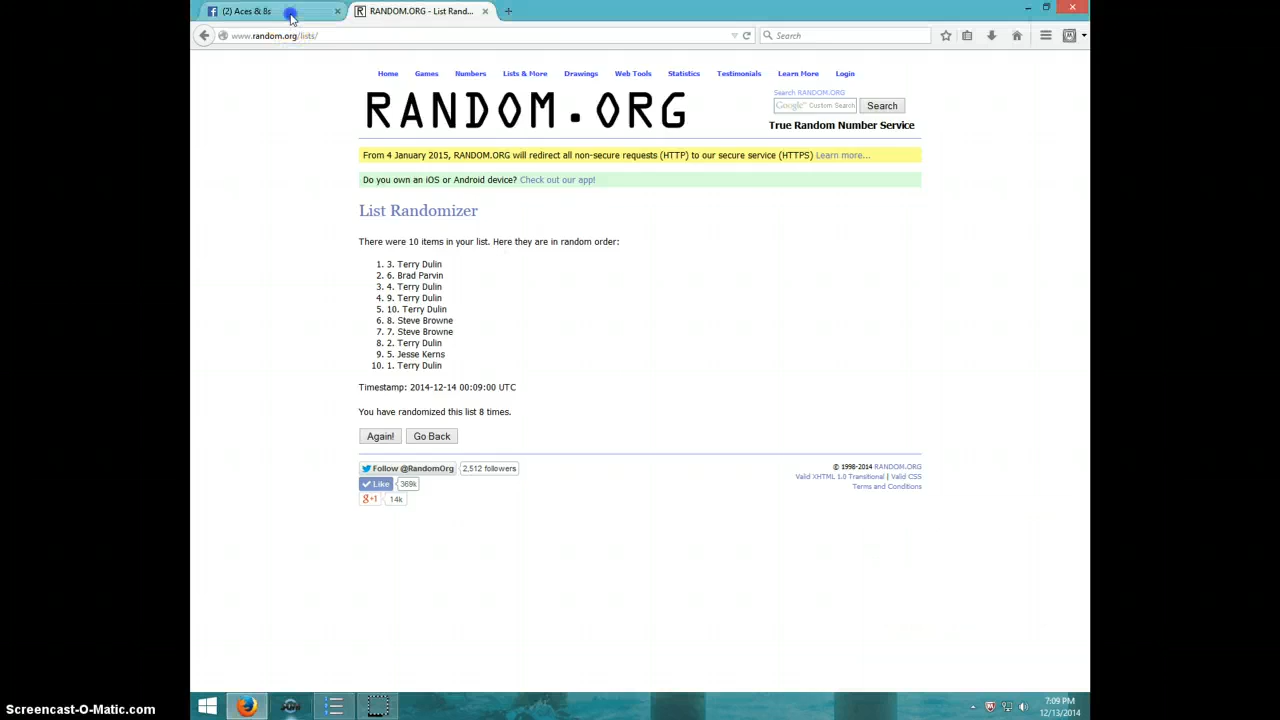 (2) Aces & 8s
RANDOM.ORG - List Rand...
www.random.org/lists/
Search
Home Games Numbers Lists & More Drawings Web Tools Statistics Testimonials Learn More Login
Search RANDOM.ORG
RANDOM.ORG
Google™ Custom Search Search
True Random Number Service
From 4 January 2015, RANDOM.ORG will redirect all non-secure requests (HTTP) to our secure service (HTTPS) Learn more...
Do you own an iOS or Android device? Check out our app!
List Randomizer
There were 10 items in your list. Here they are in random order:
1. 3. Terry Dulin
2. 6. Brad Parvin
3. 4. Terry Dulin
4. 9. Terry Dulin
5. 10. Terry Dulin
6. 8. Steve Browne
7. 7. Steve Browne
8. 2. Terry Dulin
9. 5. Jesse Kerns
10. 1. Terry Dulin
Timestamp: 2014-12-14 00:09:00 UTC
You have randomized this list 8 times.
Again! Go Back
Follow @RandomOrg 2,512 followers
Like 369k
g+1 14k
© 1998-2014 RANDOM.ORG
Valid XHTML 1.0 Transitional | Valid CSS
Terms and Conditions
7:09 PM
12/13/2014
Screencast-O-Matic.com